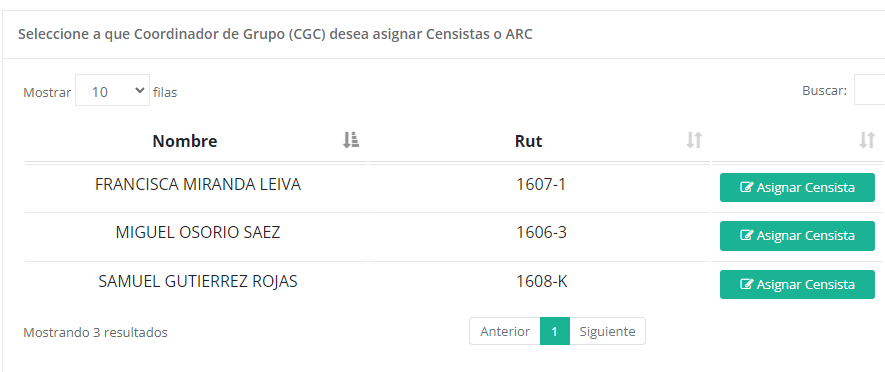 Seleccione a que Coordinador de Grupo (CGC) desea asignar Censistas o ARC
Mostrar 10 filas Buscar:
Nombre Rut
FRANCISCA MIRANDA LEIVA 1607-1 Asignar Censista
MIGUEL OSORIO SAEZ 1606-3 Asignar Censista
SAMUEL GUTIERREZ ROJAS 1608-K Asignar Censista
Mostrando 3 resultados Anterior 1 Siguiente